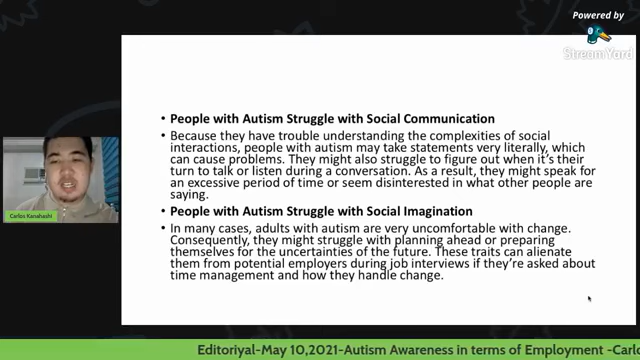 Powered by
StreamYard
• People with Autism Struggle with Social Communication
• Because they have trouble understanding the complexities of social
interactions, people with autism may take statements very literally, which
can cause problems. They might also struggle to figure out when it's their
turn to talk or listen during a conversation. As a result, they might speak for
an excessive period of time or seem disinterested in what other people are
saying.
• People with Autism Struggle with Social Imagination
• In many cases, adults with autism are very uncomfortable with change.
Consequently, they might struggle with planning ahead or preparing
themselves for the uncertainties of the future. These traits can alienate
them from potential employers during job interviews if they're asked about
time management and how they handle change.
Carlos Kanahashi
Editoriyal-May 10,2021-Autism Awareness in terms of Employment -Carlo